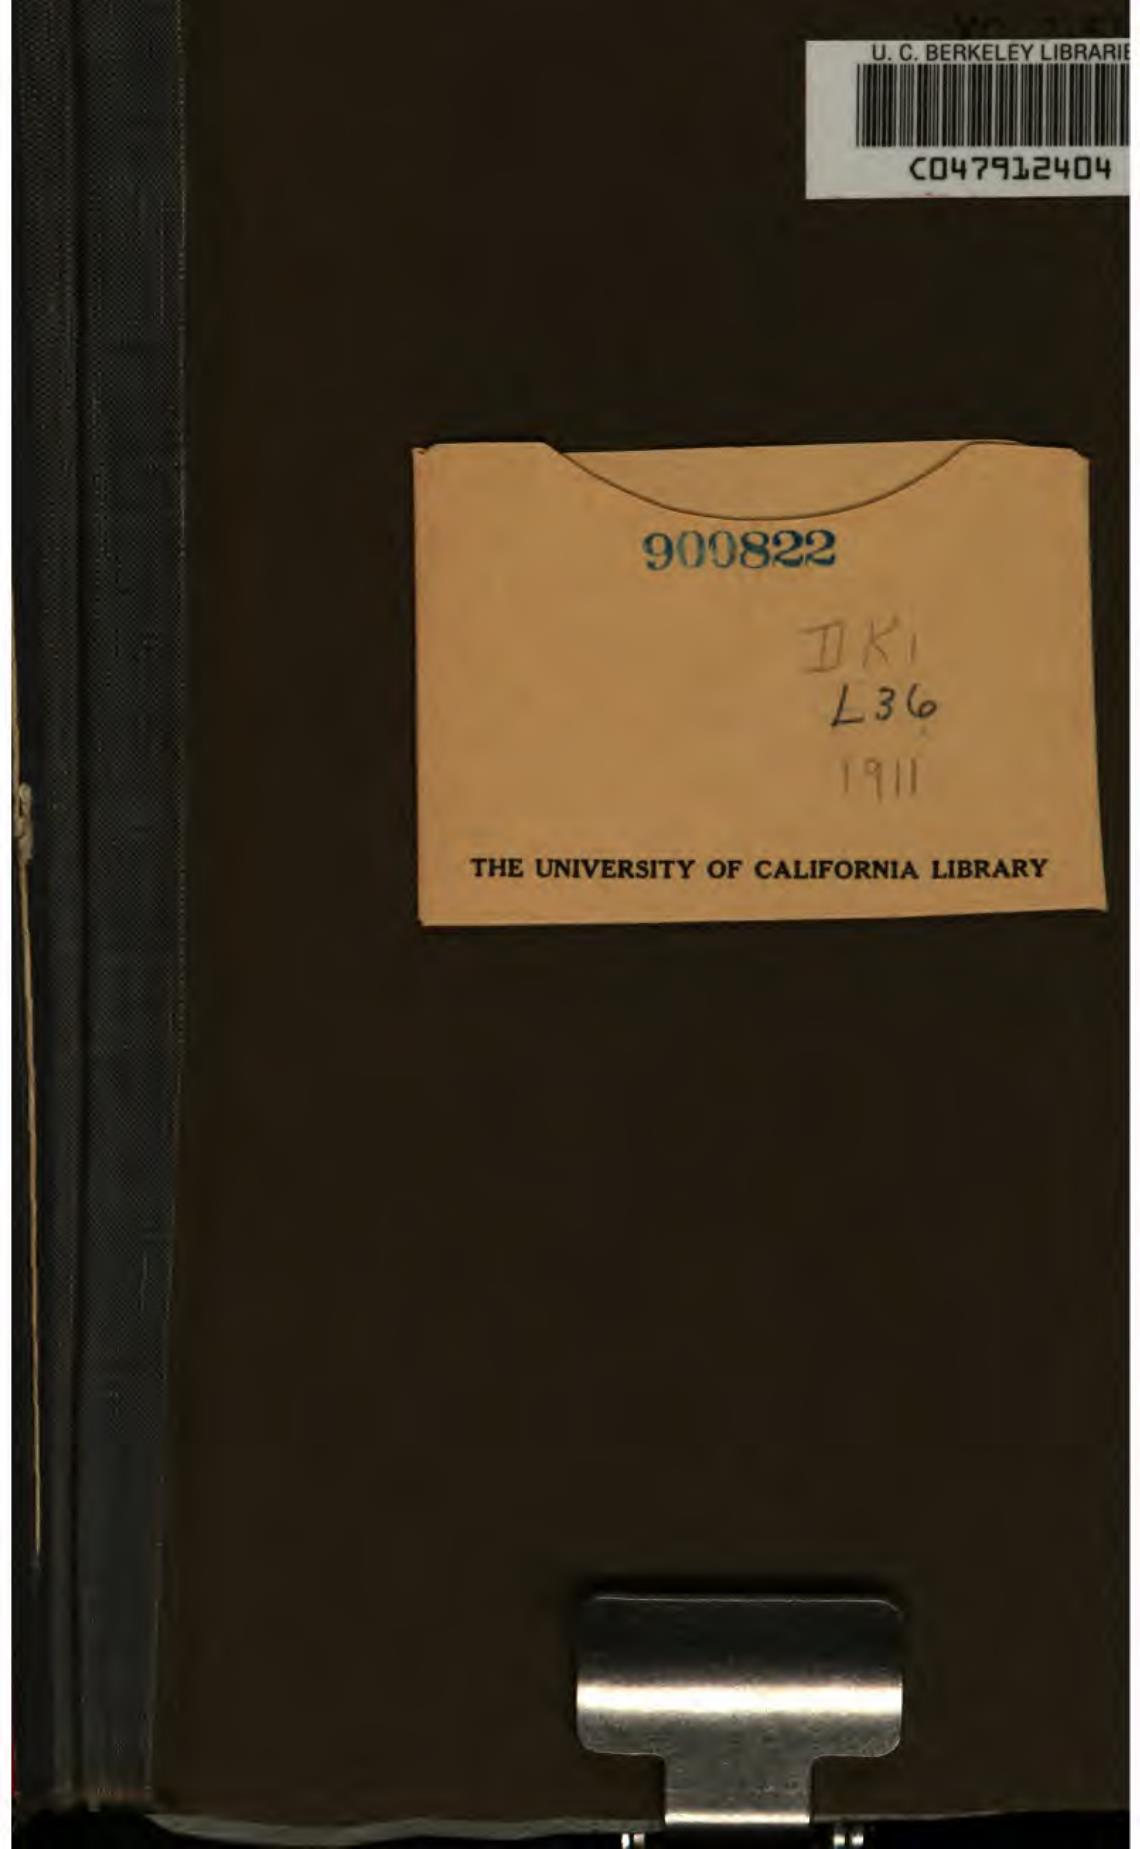 U. C. BERKELEY LIBRARIE
C047912404
900822
DK1
L36
1911
THE UNIVERSITY OF CALIFORNIA LIBRARY